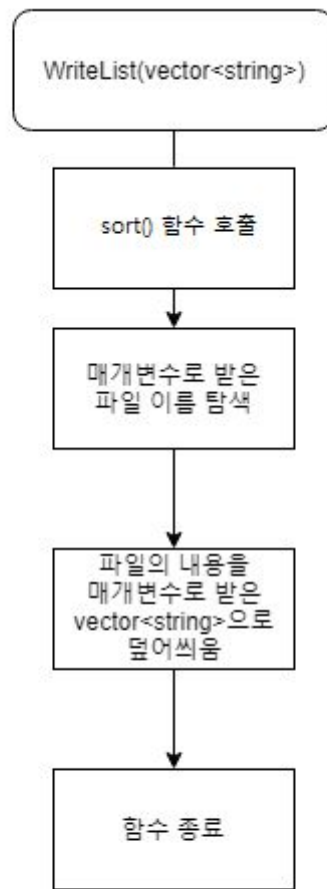 WriteList(vector<string>)
sort() 함수 호출
매개변수로 받은
파일 이름 탐색
파일의 내용을
매개변수로 받은
vector<string>으로
덮어씌움
함수 종료